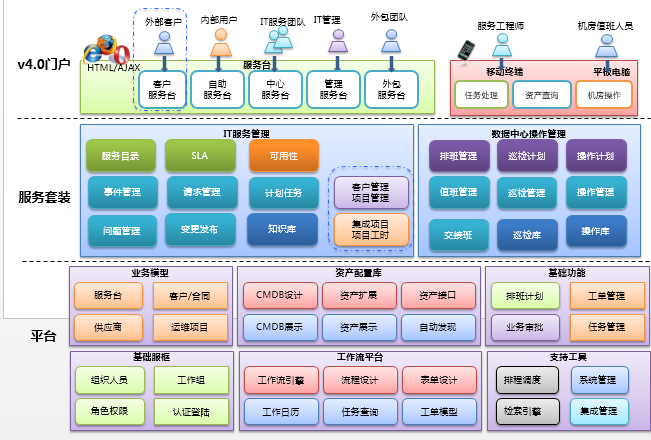 外部客户
内部用户
IT服务团队
IT管理
外包团队
服务工程师
机房值班人员
v4.0门户
HTML/AJAX
服务台
客户
服务台
自助
服务台
中心
服务台
管理
服务台
外包
服务台
移动终端
平板电脑
任务处理
资产查询
机房操作
服务套装
IT服务管理
服务目录
SLA
可用性
事件管理
请求管理
计划任务
客户管理
项目管理
问题管理
变更发布
知识库
集成项目
项目工时
数据中心操作管理
排班管理
巡检计划
操作计划
值班管理
巡检管理
操作管理
交接班
巡检库
操作库
平台
业务模型
服务台
客户/合同
供应商
运维项目
资产配置库
CMDB设计
资产扩展
资产接口
CMDB展示
资产展示
自动发现
基础功能
排班计划
工单管理
业务审批
任务管理
基础服框
组织人员
工作组
角色权限
认证登陆
工作流平台
工作流引擎
流程设计
表单设计
工作日历
任务查询
工单模型
支持工具
排程调度
系统管理
检索引擎
集成管理